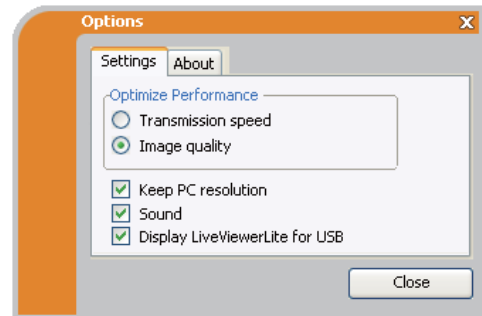 Options
X
Settings
About
Optimize Performance
Transmission speed
Image quality
Keep PC resolution
Sound
Display LiveViewerLite for USB
Close